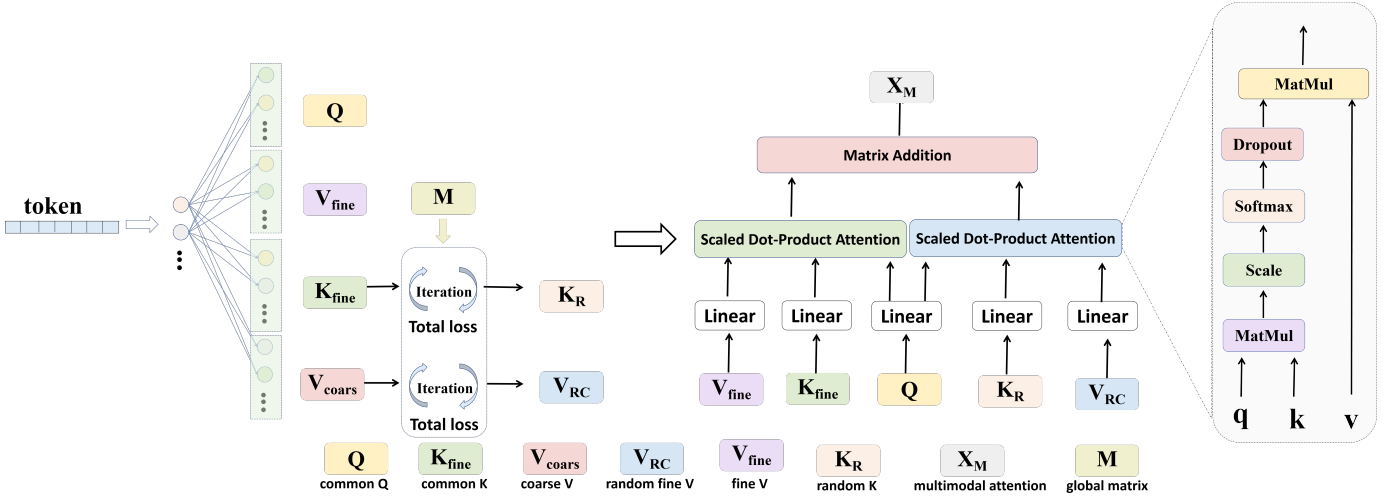 token
Q
V_fine
K_fine
V_coars
M
Iteration
Total loss
Iteration
Total loss
K_R
V_RC
X_M
Matrix Addition
Scaled Dot-Product Attention
Scaled Dot-Product Attention
Linear
Linear
Linear
Linear
Linear
V_fine
K_fine
Q
K_R
V_RC
MatMul
Dropout
Softmax
Scale
MatMul
q
k
v
Q
K_fine
V_coars
V_RC
V_fine
K_R
X_M
M
common Q
common K
coarse V
random fine V
fine V
random K
multimodal attention
global matrix